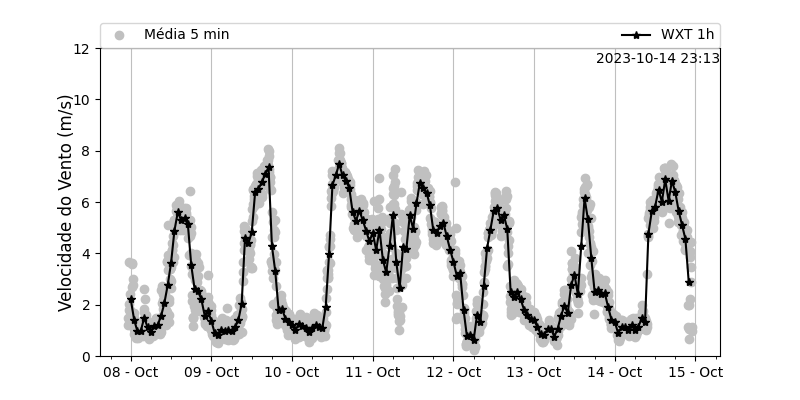 Média 5 min
WXT 1h
2023-10-14 23:13
Velocidade do Vento (m/s)
12
10
8
6
4
2
0
08 - Oct
09 - Oct
10 - Oct
11 - Oct
12 - Oct
13 - Oct
14 - Oct
15 - Oct